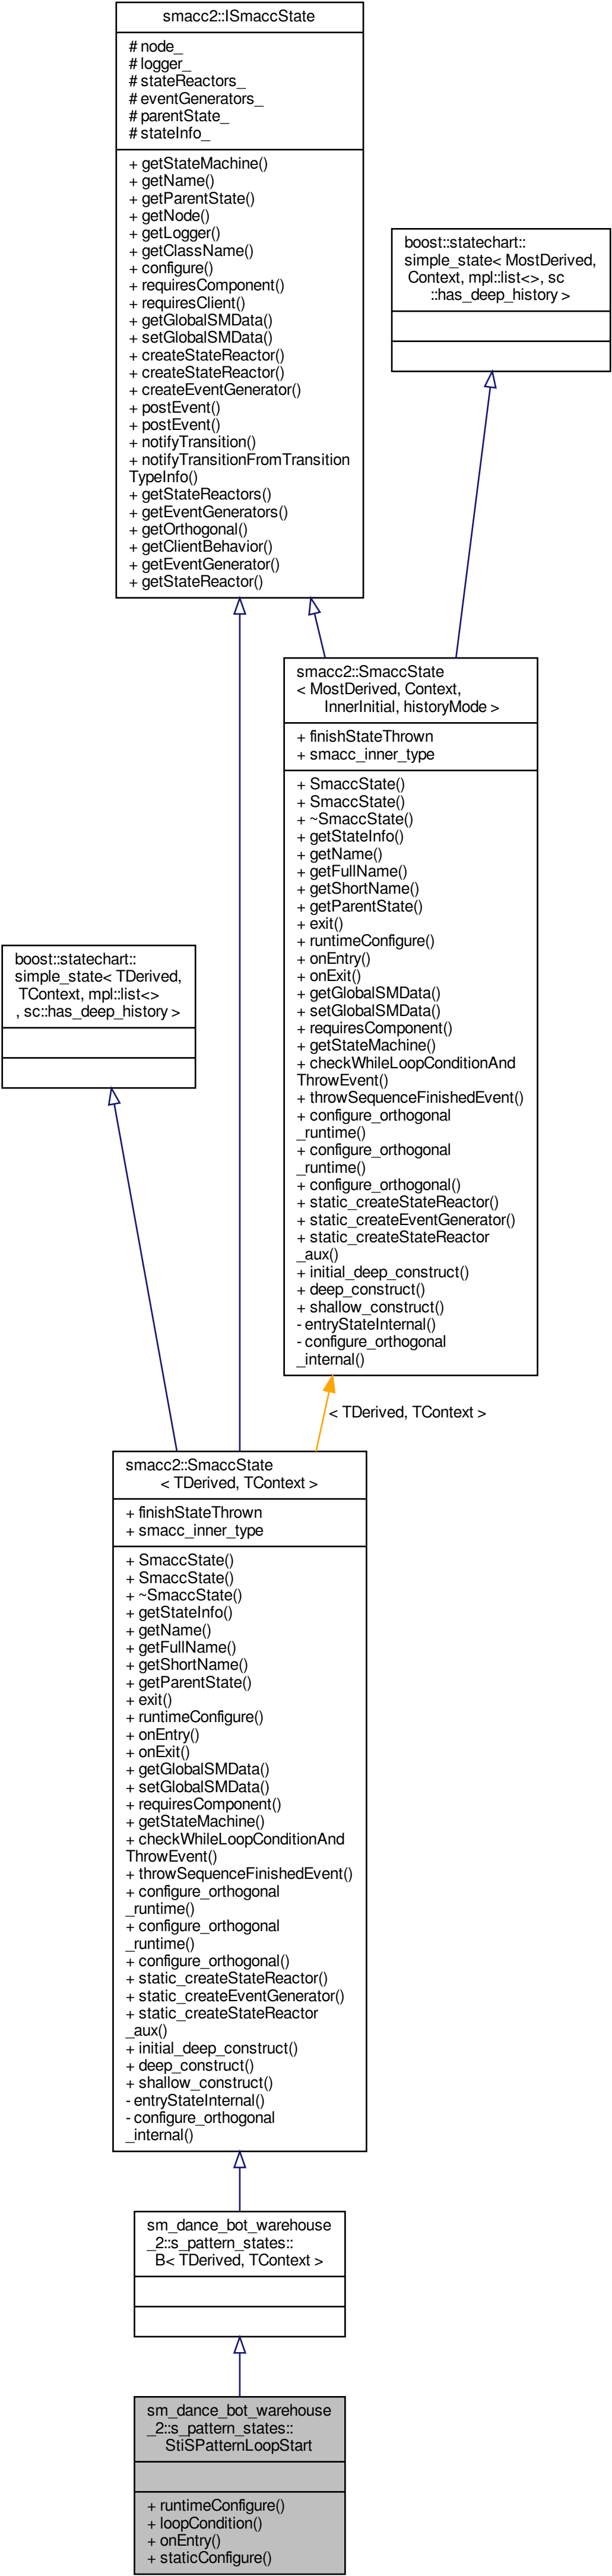 smacc2::ISmaccState
# node_
# logger_
# stateReactors_
# eventGenerators_
# parentState_
# stateInfo_
+ getStateMachine()
+ getName()
+ getParentState()
+ getNode()
+ getLogger()
+ getClassName()
+ configure()
+ requiresComponent()
+ requiresClient()
+ getGlobalSMData()
+ setGlobalSMData()
+ createStateReactor()
+ createStateReactor()
+ createEventGenerator()
+ postEvent()
+ postEvent()
+ notifyTransition()
+ notifyTransitionFromTransition
TypeInfo()
+ getStateReactors()
+ getEventGenerators()
+ getOrthogonal()
+ getClientBehavior()
+ getEventGenerator()
+ getStateReactor()
boost::statechart::
simple_state< MostDerived,
Context, mpl::list<>, sc
::has_deep_history >
smacc2::SmaccState
< MostDerived, Context,
InnerInitial, historyMode >
+ finishStateThrown
+ smacc_inner_type
+ SmaccState()
+ SmaccState()
+ ~SmaccState()
+ getStateInfo()
+ getName()
+ getFullName()
+ getShortName()
+ getParentState()
+ exit()
+ runtimeConfigure()
+ onEntry()
+ onExit()
+ getGlobalSMData()
+ setGlobalSMData()
+ requiresComponent()
+ getStateMachine()
+ checkWhileLoopConditionAnd
ThrowEvent()
+ throwSequenceFinishedEvent()
+ configure_orthogonal
_runtime()
+ configure_orthogonal
_runtime()
+ configure_orthogonal()
+ static_createStateReactor()
+ static_createEventGenerator()
+ static_createStateReactor
_aux()
+ initial_deep_construct()
+ deep_construct()
+ shallow_construct()
- entryStateInternal()
- configure_orthogonal
_internal()
boost::statechart::
simple_state< TDerived,
TContext, mpl::list<>
, sc::has_deep_history >
< TDerived, TContext >
smacc2::SmaccState
< TDerived, TContext >
+ finishStateThrown
+ smacc_inner_type
+ SmaccState()
+ SmaccState()
+ ~SmaccState()
+ getStateInfo()
+ getName()
+ getFullName()
+ getShortName()
+ getParentState()
+ exit()
+ runtimeConfigure()
+ onEntry()
+ onExit()
+ getGlobalSMData()
+ setGlobalSMData()
+ requiresComponent()
+ getStateMachine()
+ checkWhileLoopConditionAnd
ThrowEvent()
+ throwSequenceFinishedEvent()
+ configure_orthogonal
_runtime()
+ configure_orthogonal
_runtime()
+ configure_orthogonal()
+ static_createStateReactor()
+ static_createEventGenerator()
+ static_createStateReactor
_aux()
+ initial_deep_construct()
+ deep_construct()
+ shallow_construct()
- entryStateInternal()
- configure_orthogonal
_internal()
sm_dance_bot_warehouse
_2::s_pattern_states::
B< TDerived, TContext >
sm_dance_bot_warehouse
_2::s_pattern_states::
StiSPatternLoopStart
+ runtimeConfigure()
+ loopCondition()
+ onEntry()
+ staticConfigure()